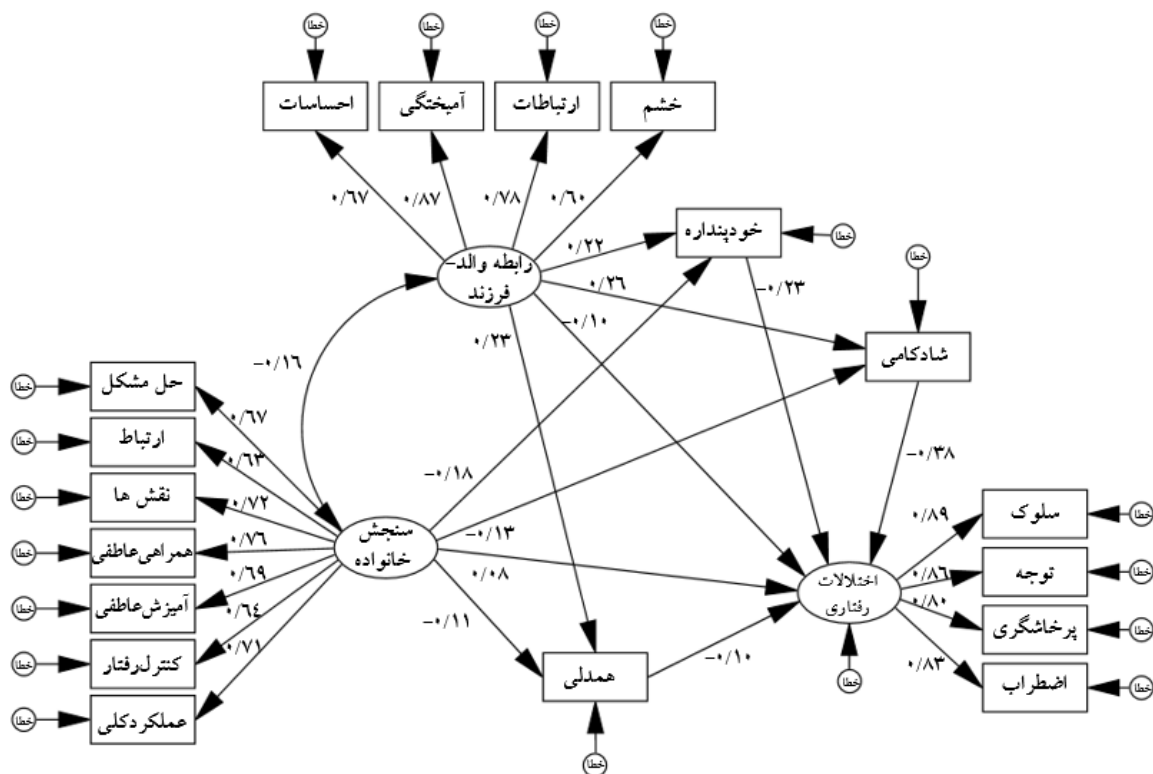 خطا
خطا
خطا
خطا
احساسات
آمیختگی
ارتباطات
خشم
۰/۶۷
۰/۸۷
۰/۷۸
۰/۶۰
خودپنداره
خطا
خطا
رابطه والد-
فرزند
۰/۲۲
۰/۲۶
-۰/۱۰
-۰/۲۳
۰/۲۳
شادکامی
-۰/۱۶
خطا
حل مشکل
۰/۶۷
خطا
ارتباط
۰/۶۳
خطا
نقش ها
۰/۷۲
خطا
همراهی عاطفی
۰/۷۶
خطا
آمیزش عاطفی
۰/۶۹
خطا
کنترل رفتار
۰/۶۴
خطا
عملکرد کلی
۰/۷۱
سنجش
خانواده
-۰/۱۸
-۰/۱۳
۰/۰۸
-۰/۱۱
-۰/۳۸
همدلی
خطا
-۰/۱۰
اختلالات
رفتاری
خطا
۰/۸۹
سلوک
خطا
۰/۸۶
توجه
خطا
۰/۸۰
پرخاشگری
خطا
۰/۸۳
اضطراب
خطا